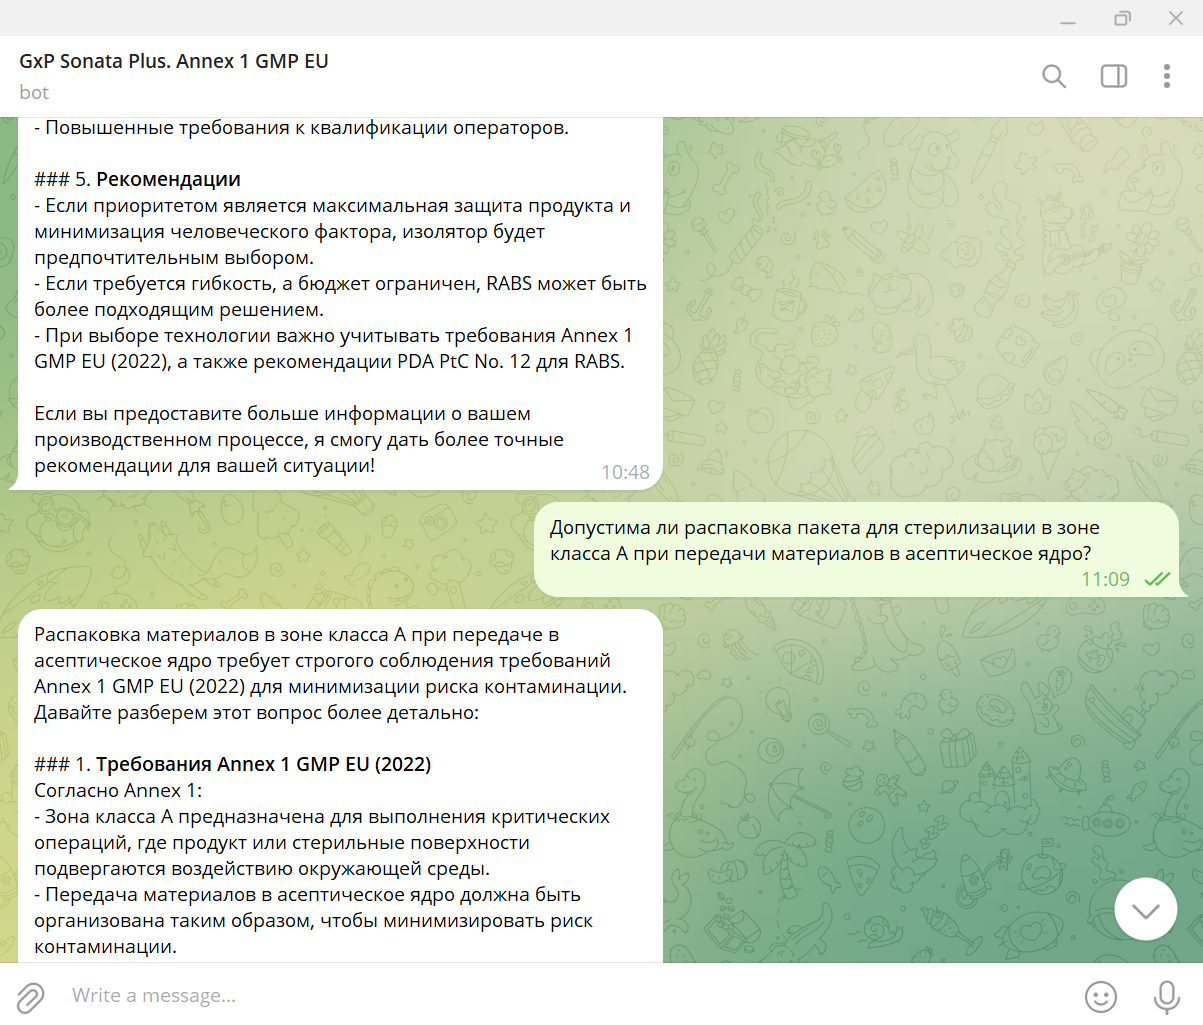 GxP Sonata Plus. Annex 1 GMP EU
bot
- Повышенные требования к квалификации операторов.
### 5. Рекомендации
- Если приоритетом является максимальная защита продукта и
минимизация человеческого фактора, изолятор будет
предпочтительным выбором.
- Если требуется гибкость, а бюджет ограничен, RABS может быть
более подходящим решением.
- При выборе технологии важно учитывать требования Annex 1
GMP EU (2022), а также рекомендации PDA PtC No. 12 для RABS.
Если вы предоставите больше информации о вашем
производственном процессе, я смогу дать более точные
рекомендации для вашей ситуации!
10:48
Допустима ли распаковка пакета для стерилизации в зоне
класса А при передачи материалов в асептическое ядро?
11:09
Распаковка материалов в зоне класса А при передаче в
асептическое ядро требует строгого соблюдения требований
Annex 1 GMP EU (2022) для минимизации риска контаминации.
Давайте разберем этот вопрос более детально:
### 1. Требования Annex 1 GMP EU (2022)
Согласно Annex 1:
- Зона класса А предназначена для выполнения критических
операций, где продукт или стерильные поверхности
подвергаются воздействию окружающей среды.
- Передача материалов в асептическое ядро должна быть
организована таким образом, чтобы минимизировать риск
контаминации.
Write a message...